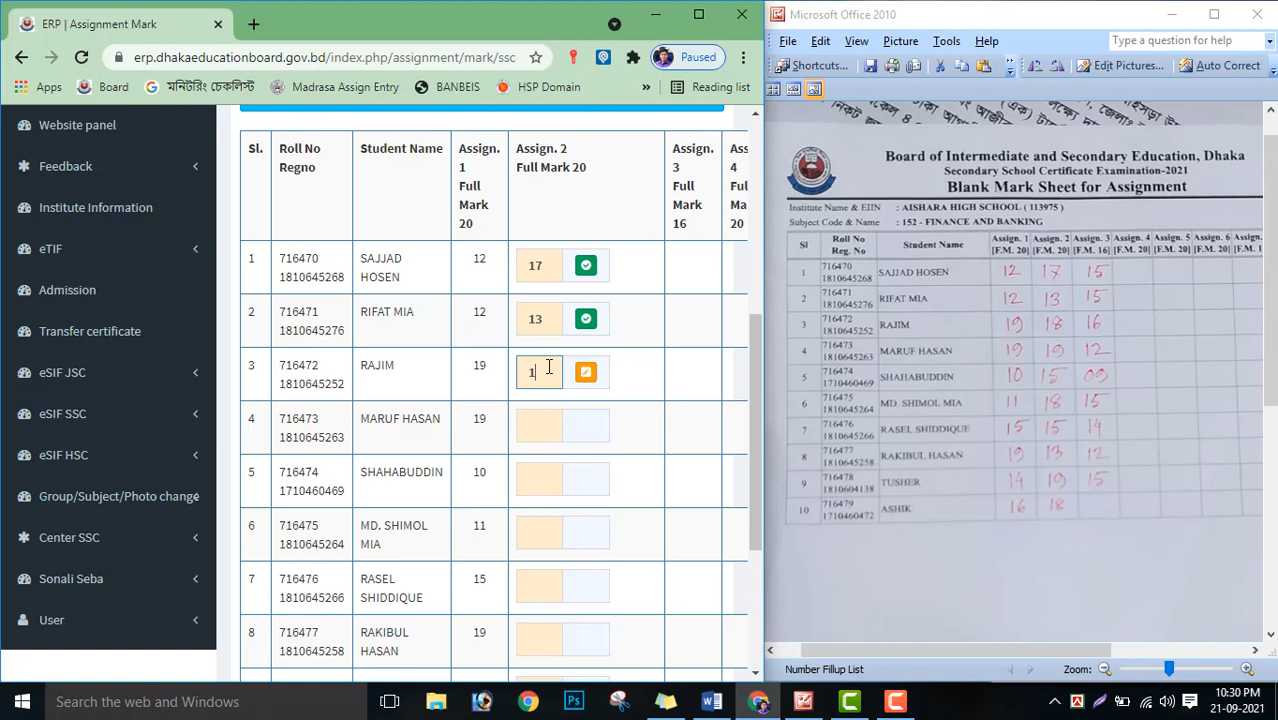 ERP | Assignment Mark
erp.dhakaeducationboard.gov.bd/index.php/assignment/mark/ssc
Paused
Apps
Board
মনিটরিং চেকলিস্ট
Madrasa Assign Entry
BANBEIS
HSP Domain
Reading list
Website panel
Feedback
Institute Information
eTIF
Admission
Transfer certificate
eSIF JSC
eSIF SSC
eSIF HSC
Group/Subject/Photo change
Center SSC
Sonali Seba
User
Sl. Roll No Regno Student Name Assign. 1 Full Mark 20 Assign. 2 Full Mark 20 Assign. 3 Full Mark 16
1 716470 1810645268 SAJJAD HOSEN 12 17
2 716471 1810645276 RIFAT MIA 12 13
3 716472 1810645252 RAJIM 19 1
4 716473 1810645263 MARUF HASAN 19
5 716474 1710460469 SHAHABUDDIN 10
6 716475 1810645264 MD. SHIMOL MIA 11
7 716476 1810645266 RASEL SHIDDIQUE 15
8 716477 1810645258 RAKIBUL HASAN 19
Microsoft Office 2010
File Edit View Picture Tools Help
Type a question for help
Shortcuts...
Edit Pictures...
Auto Correct
Board of Intermediate and Secondary Education, Dhaka
Secondary School Certificate Examination-2021
Blank Mark Sheet for Assignment
Institute Name & EIIN : AISHARA HIGH SCHOOL ( 113975 )
Subject Code & Name : 152 - FINANCE AND BANKING
Sl Roll No Reg. No Student Name Assign. 1 [F.M. 20] Assign. 2 [F.M. 20] Assign. 3 [F.M. 16] Assign. 4 [F.M. 20] Assign. 5 [F.M. 20] Assign. 6 [F.M. 20]
1 716470 1810645268 SAJJAD HOSEN 12 17 15
2 716471 1810645276 RIFAT MIA 12 13 15
3 716472 1810645252 RAJIM 19 18 16
4 716473 1810645263 MARUF HASAN 19 19 12
5 716474 1710460469 SHAHABUDDIN 10 15 09
6 716475 1810645264 MD. SHIMOL MIA 11 18 15
7 716476 1810645266 RASEL SHIDDIQUE 15 15 14
8 716477 1810645258 RAKIBUL HASAN 19 13 12
9 716478 1810604138 TUSHER 14 19 15
10 716479 1710460472 ASHIK 16 18
Number Fillup List
Zoom:
Search the web and Windows
10:30 PM
21-09-2021